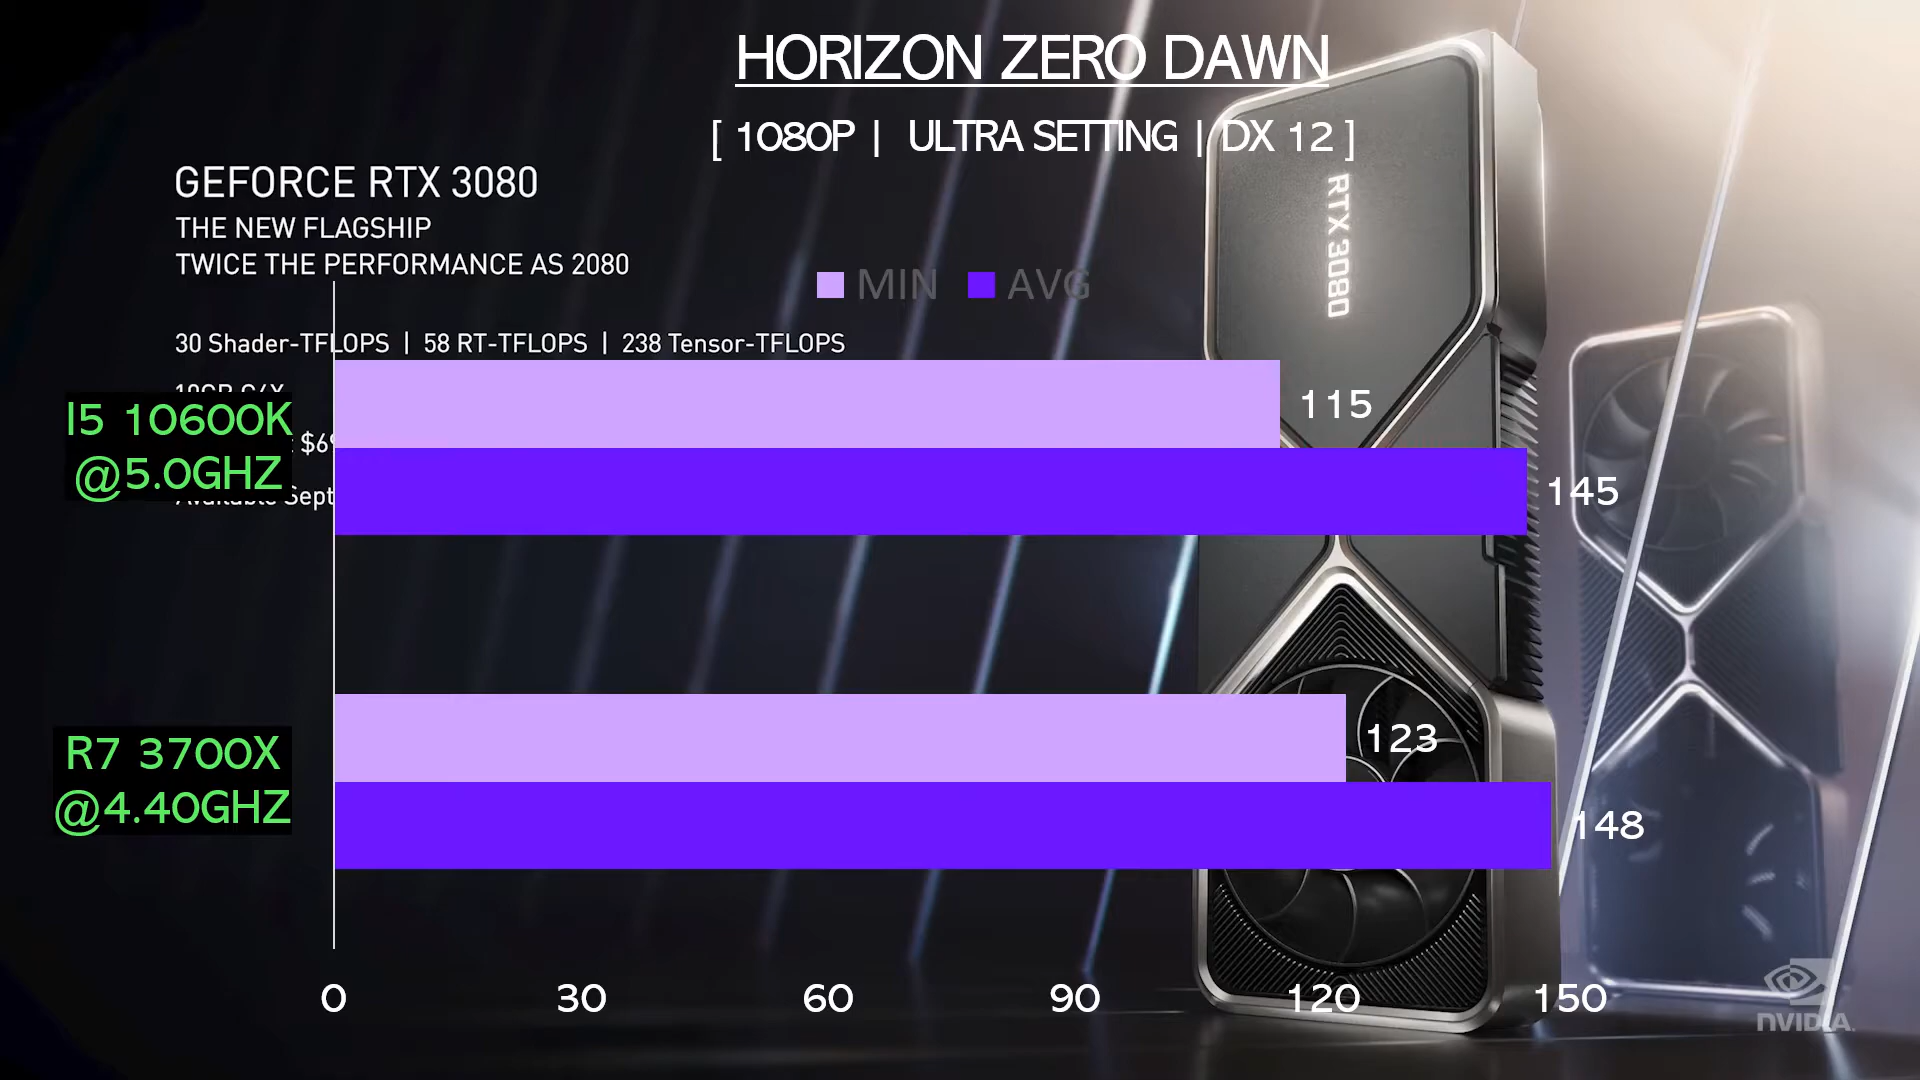 HORIZON ZERO DAWN
[ 1080P | ULTRA SETTING | DX 12 ]
GEFORCE RTX 3080
THE NEW FLAGSHIP
TWICE THE PERFORMANCE AS 2080
RTX 3080
MIN AVG
30 Shader-TFLOPS | 58 RT-TFLOPS | 238 Tensor-TFLOPS
I5 10600K
@5.0GHZ
115
145
R7 3700X
@4.40GHZ
123
148
0 30 60 90 120 150
NVIDIA.